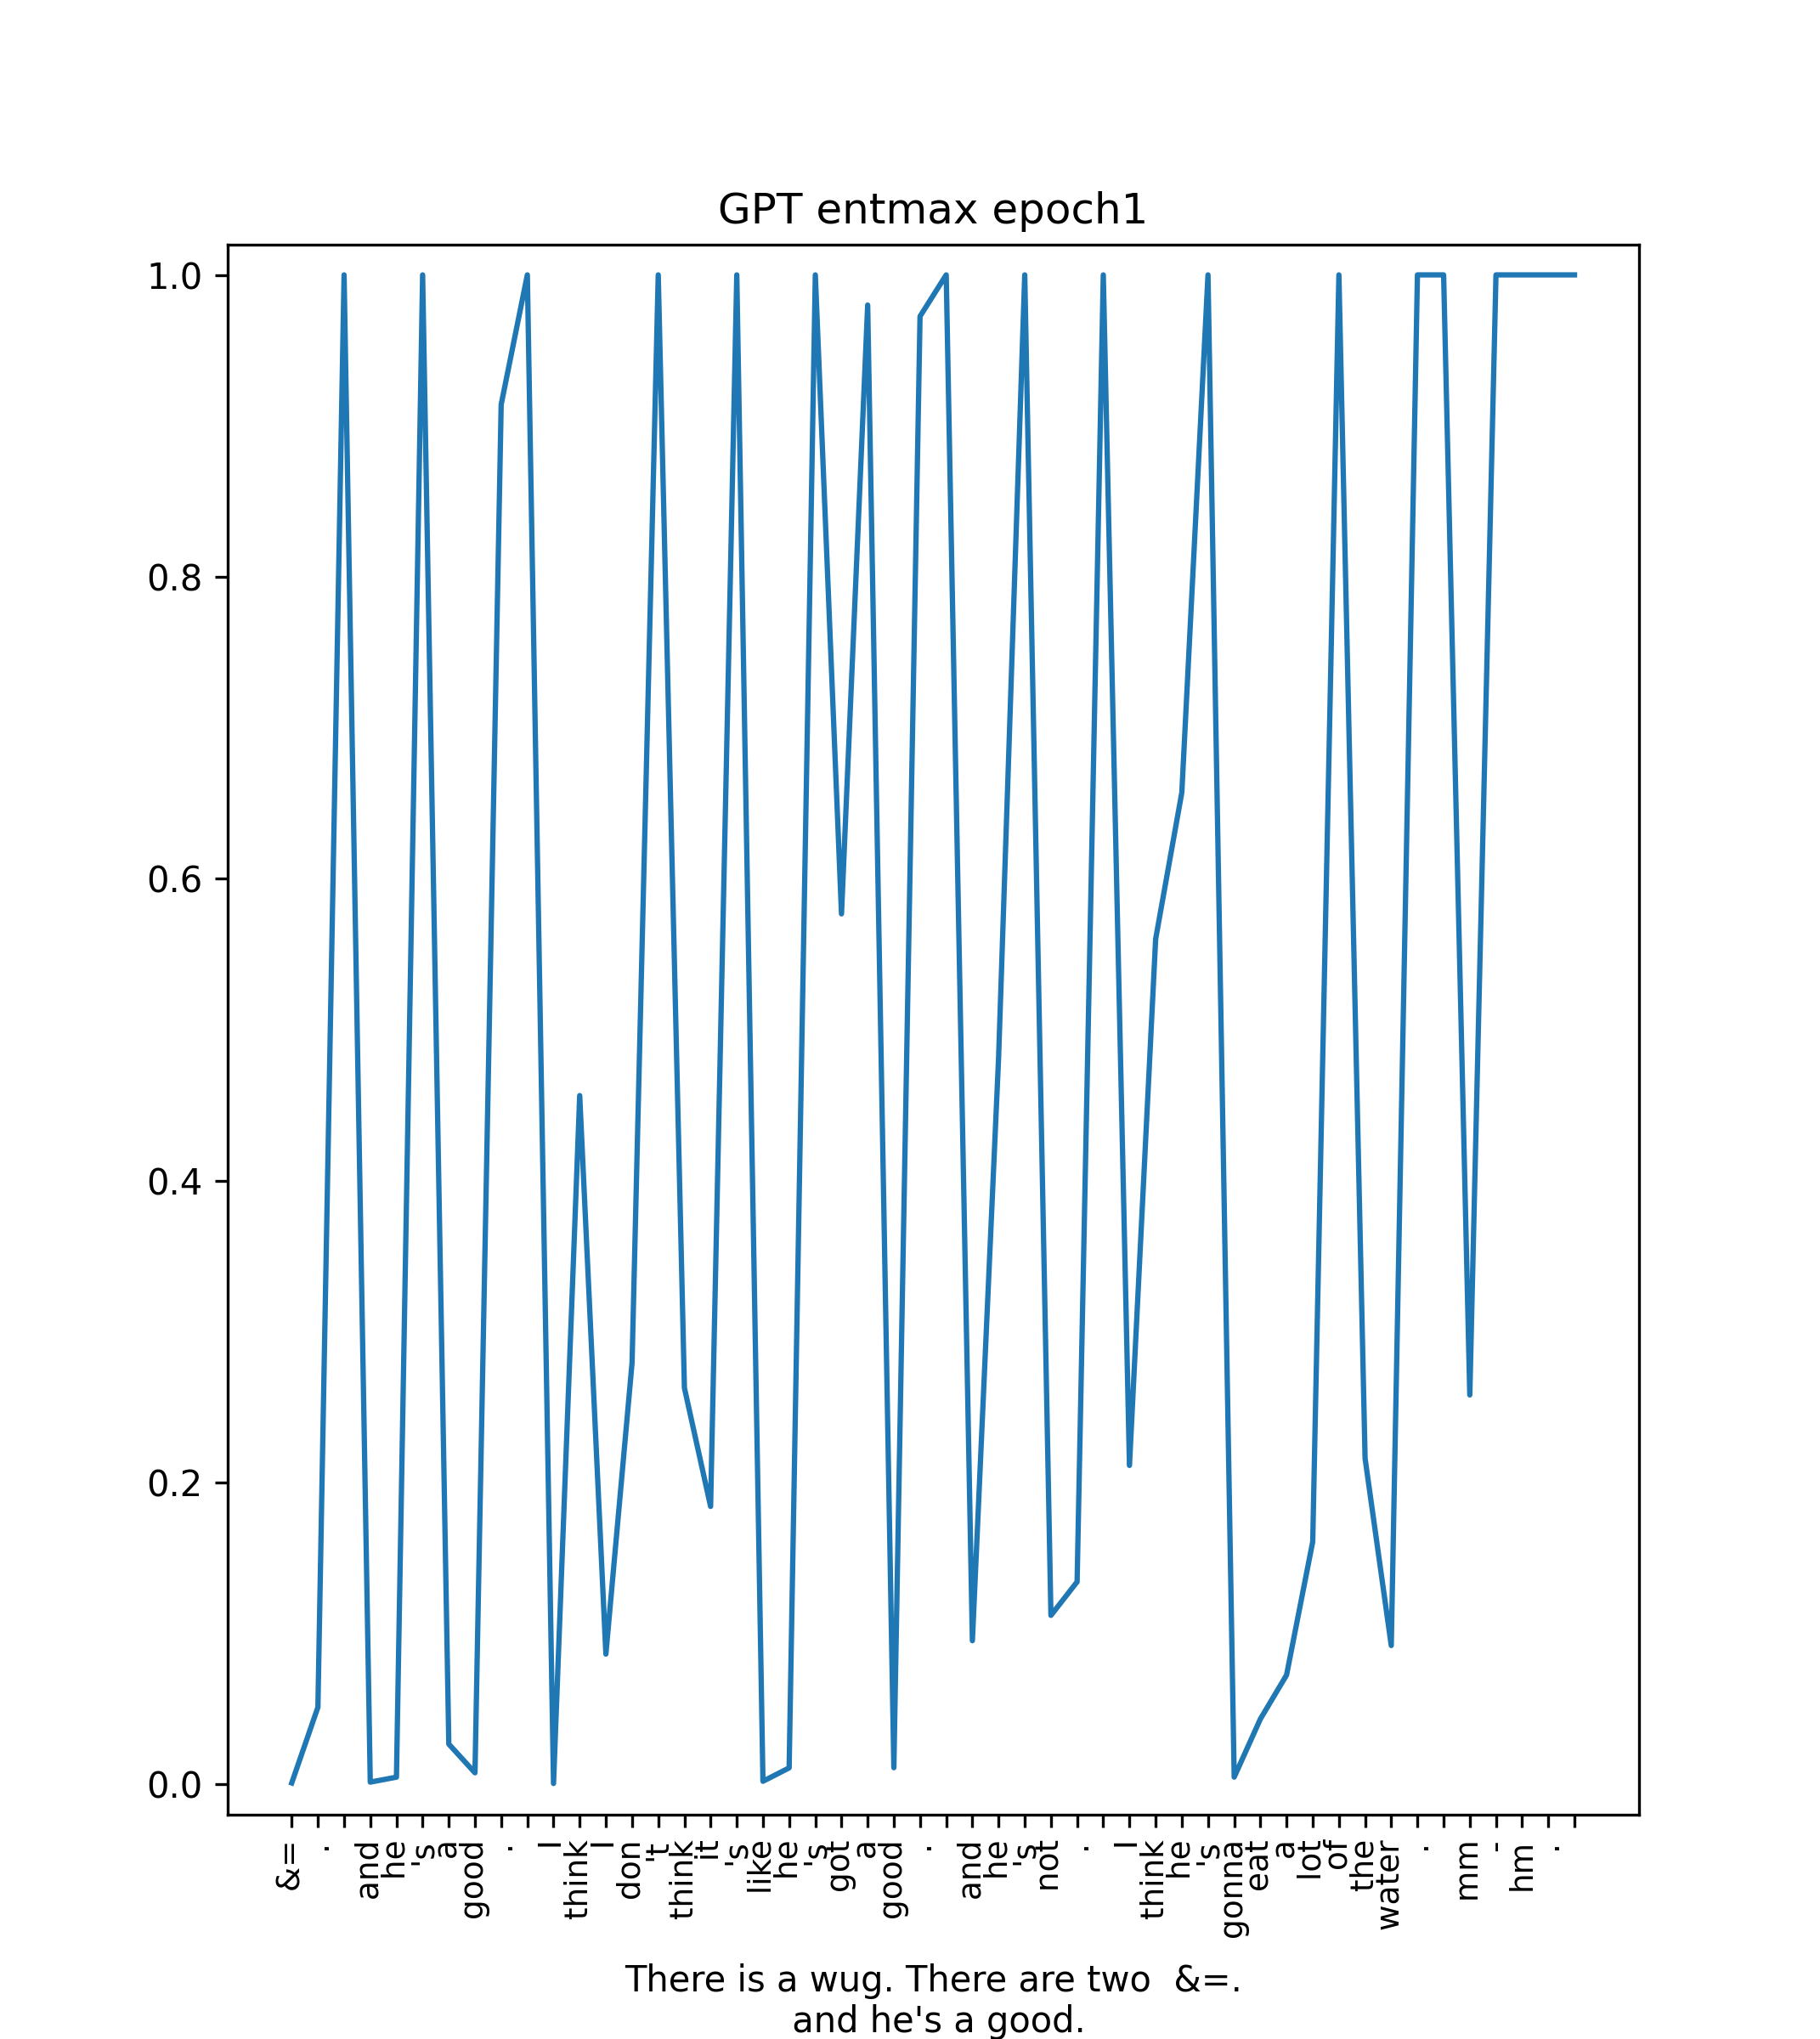 GPT entmax epoch1
1.0
0.8
0.6
0.4
0.2
0.0
&=
.
and
he
's
a
good
.
I
think
I
don
't
think
it
's
like
he
's
got
a
good
.
and
he
's
not
.
I
think
he
's
gonna
eat
a
lot
of
the
water
.
mm
-
hm
.
There is a wug. There are two  &=.
and he's a good.